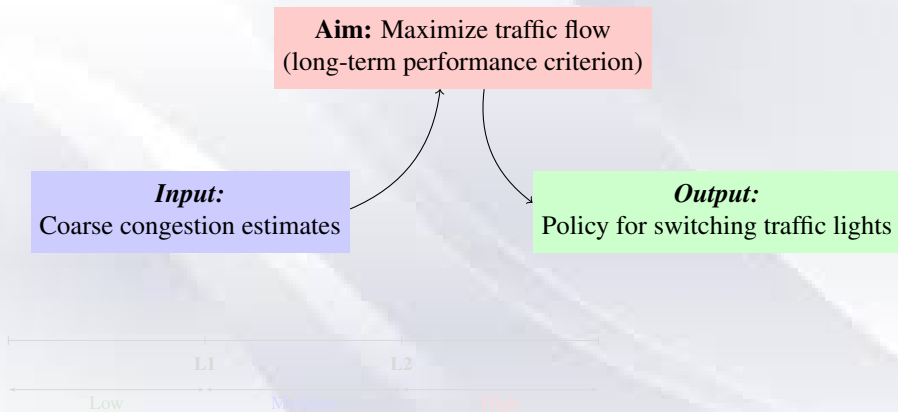 Aim: Maximize traffic flow
(long-term performance criterion)
Input:
Coarse congestion estimates
Output:
Policy for switching traffic lights
L1 L2
Low